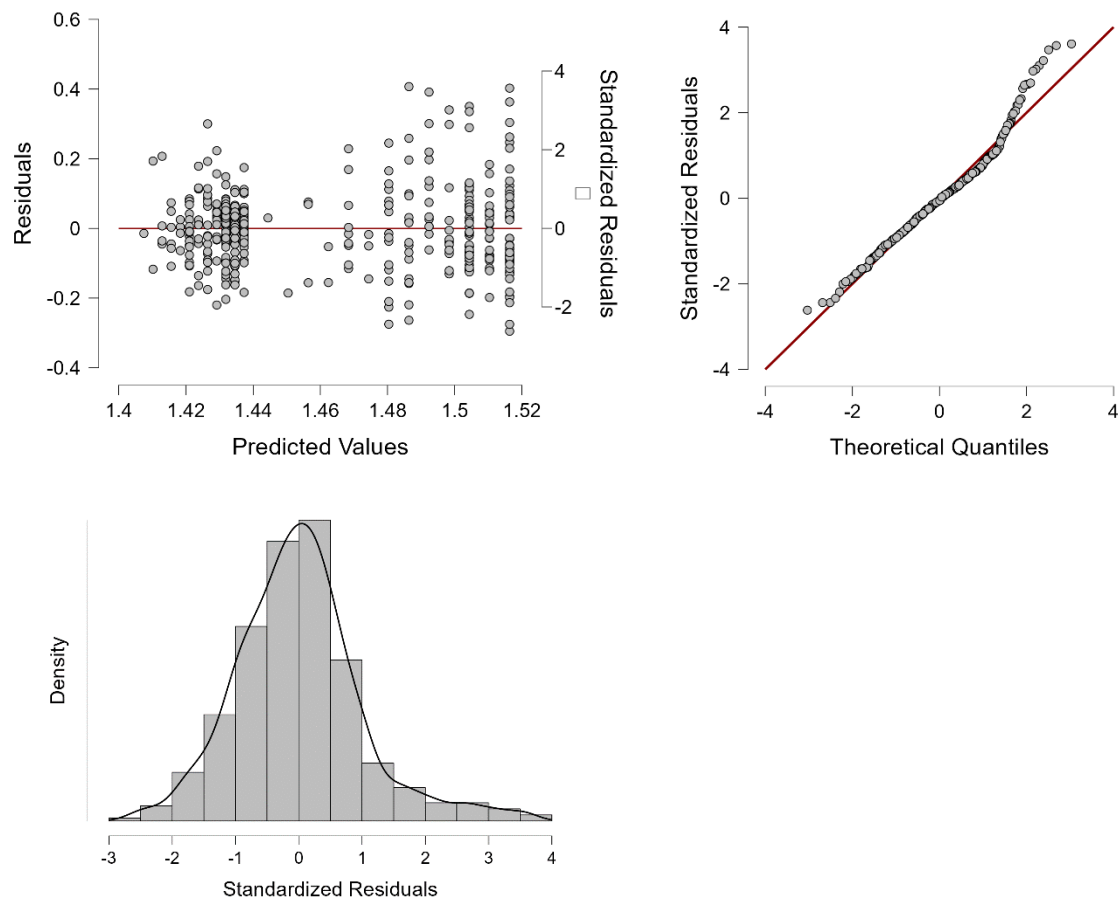 0.6
0.4
0.2
0
-0.2
-0.4
Residuals
1.4 1.42 1.44 1.46 1.48 1.5 1.52
Predicted Values
4
2
0
-2
Standardized Residuals
4
2
0
-2
-4
Standardized Residuals
-4 -2 0 2 4
Theoretical Quantiles
Density
-3 -2 -1 0 1 2 3 4
Standardized Residuals